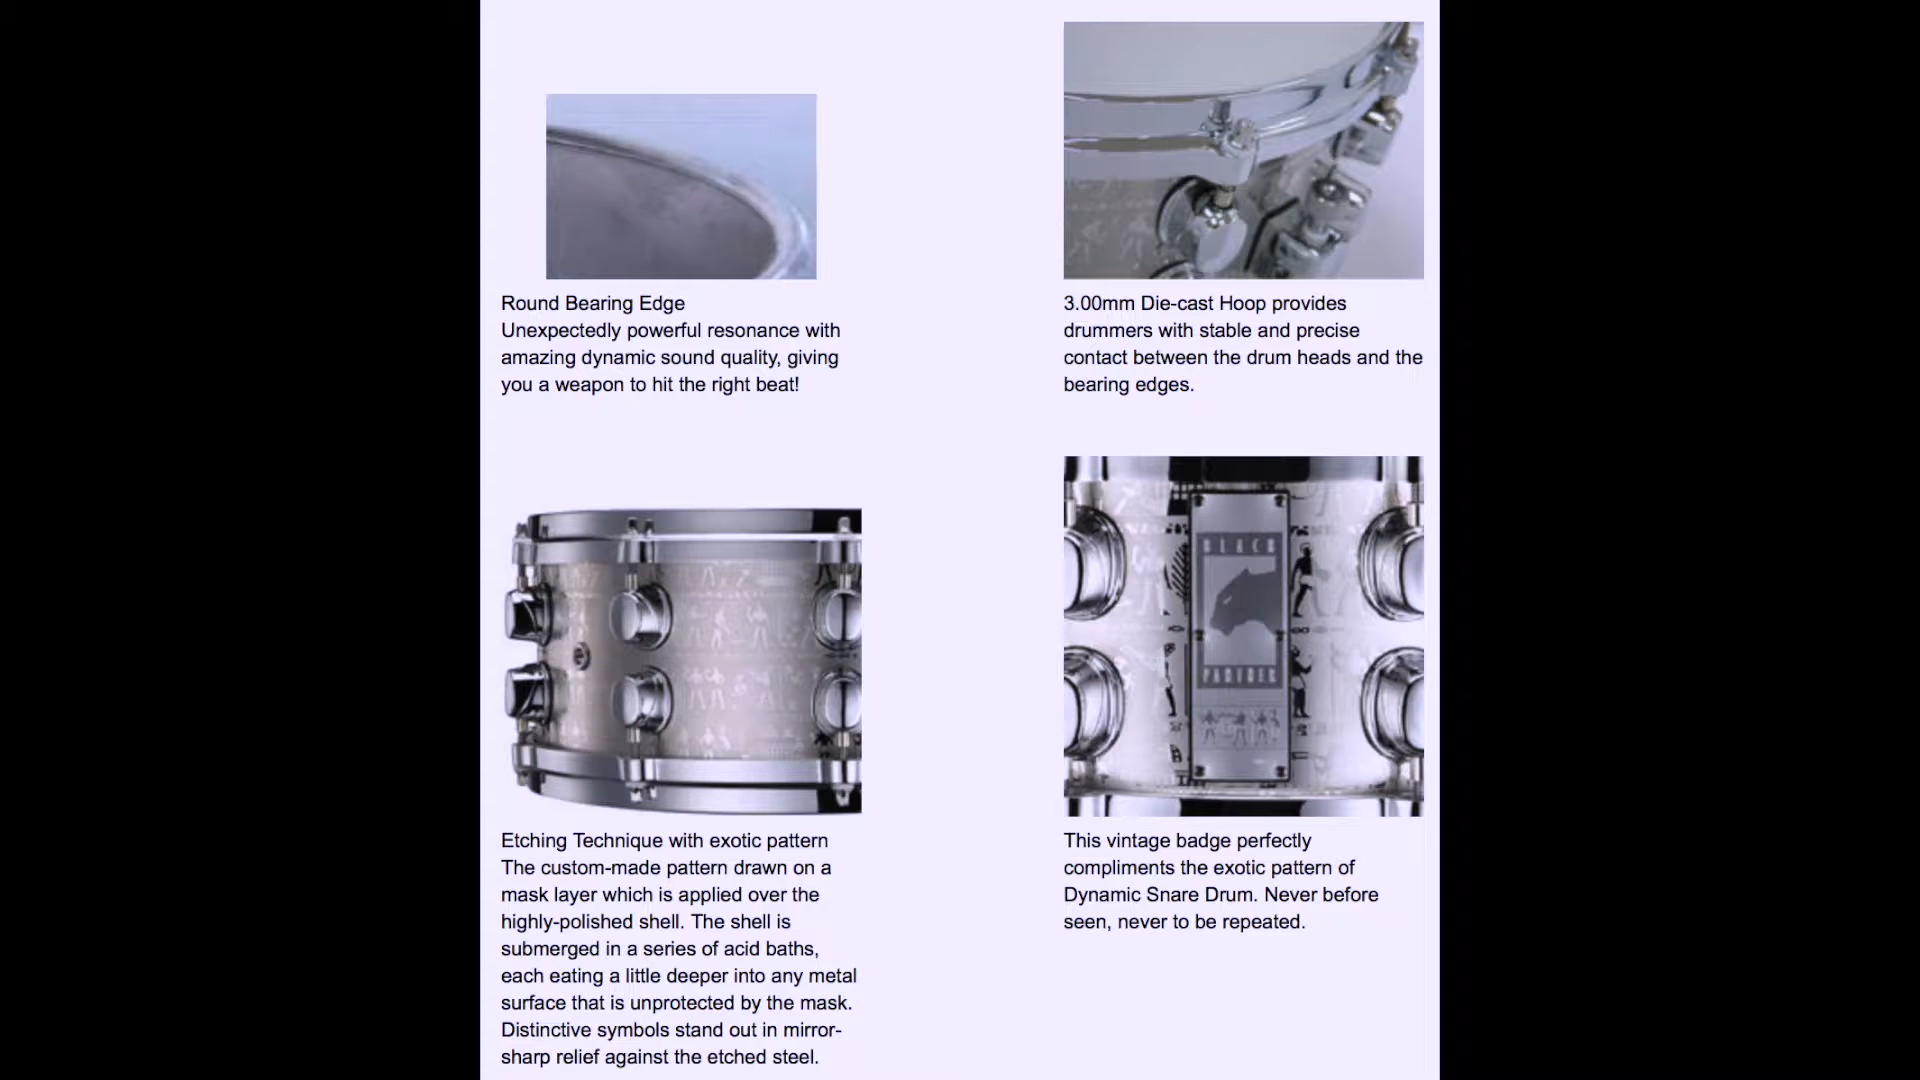 Round Bearing Edge
Unexpectedly powerful resonance with
amazing dynamic sound quality, giving
you a weapon to hit the right beat!
3.00mm Die-cast Hoop provides
drummers with stable and precise
contact between the drum heads and the
bearing edges.
BLACK
PANTHER
Etching Technique with exotic pattern
The custom-made pattern drawn on a
mask layer which is applied over the
highly-polished shell. The shell is
submerged in a series of acid baths,
each eating a little deeper into any metal
surface that is unprotected by the mask.
Distinctive symbols stand out in mirror-
sharp relief against the etched steel.
This vintage badge perfectly
compliments the exotic pattern of
Dynamic Snare Drum. Never before
seen, never to be repeated.